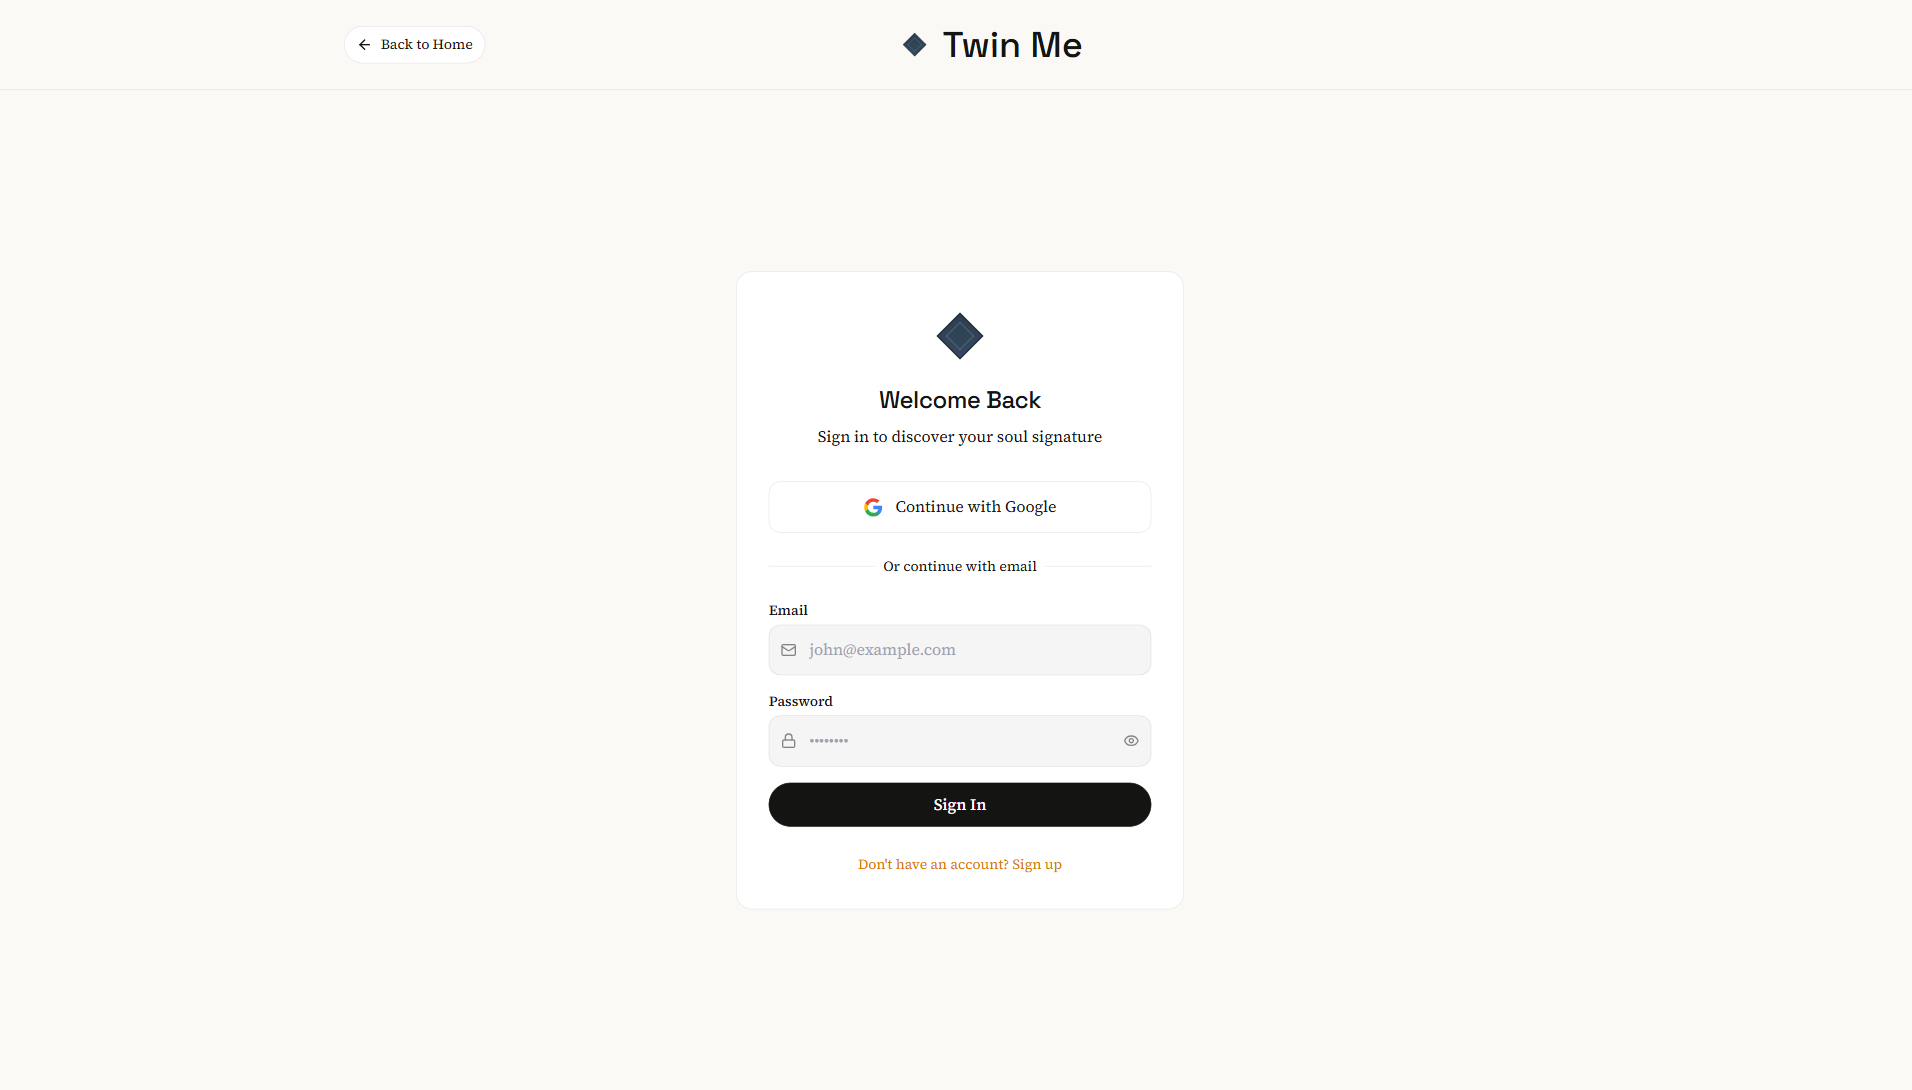 Back to Home
Twin Me
Welcome Back
Sign in to discover your soul signature
Continue with Google
Or continue with email
Email
john@example.com
Password
••••••••
Sign In
Don't have an account? Sign up